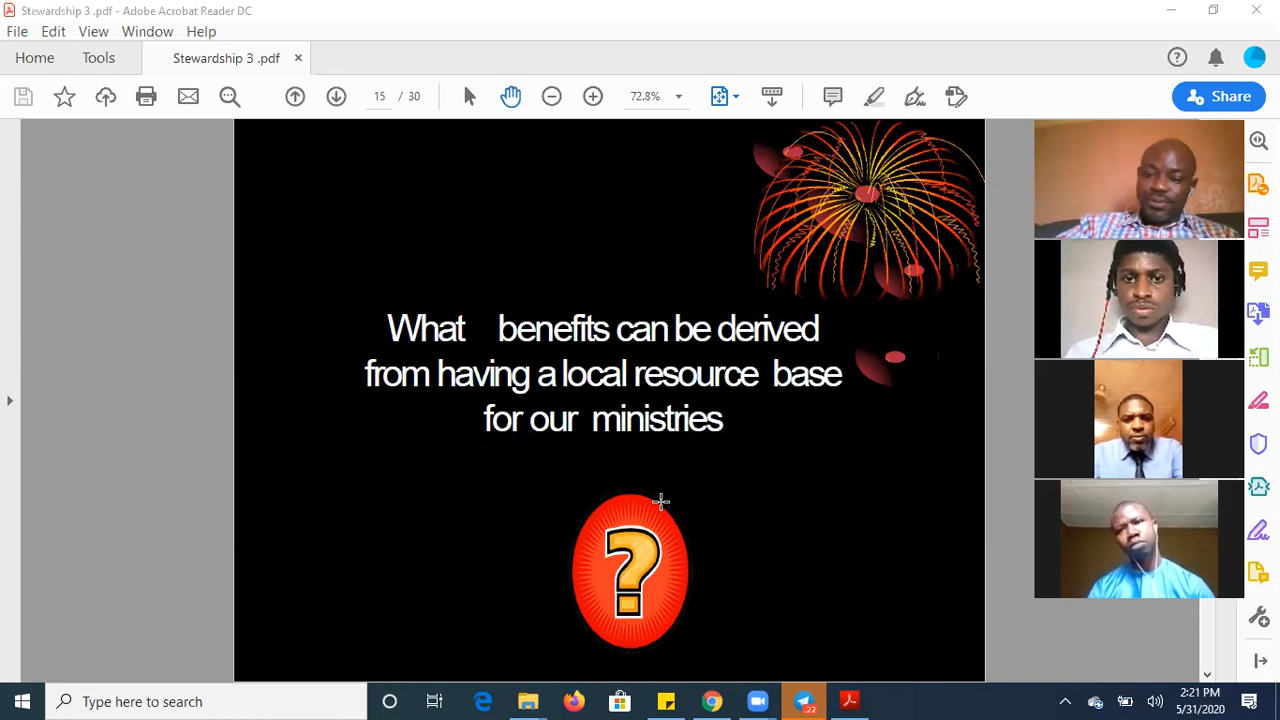 Stewardship 3 .pdf - Adobe Acrobat Reader DC
File Edit View Window Help
Home Tools Stewardship 3 .pdf ×
15 / 30 72.8% Share
What benefits can be derived
from having a local resource base
for our ministries
?
Type here to search
22
2:21 PM
5/31/2020